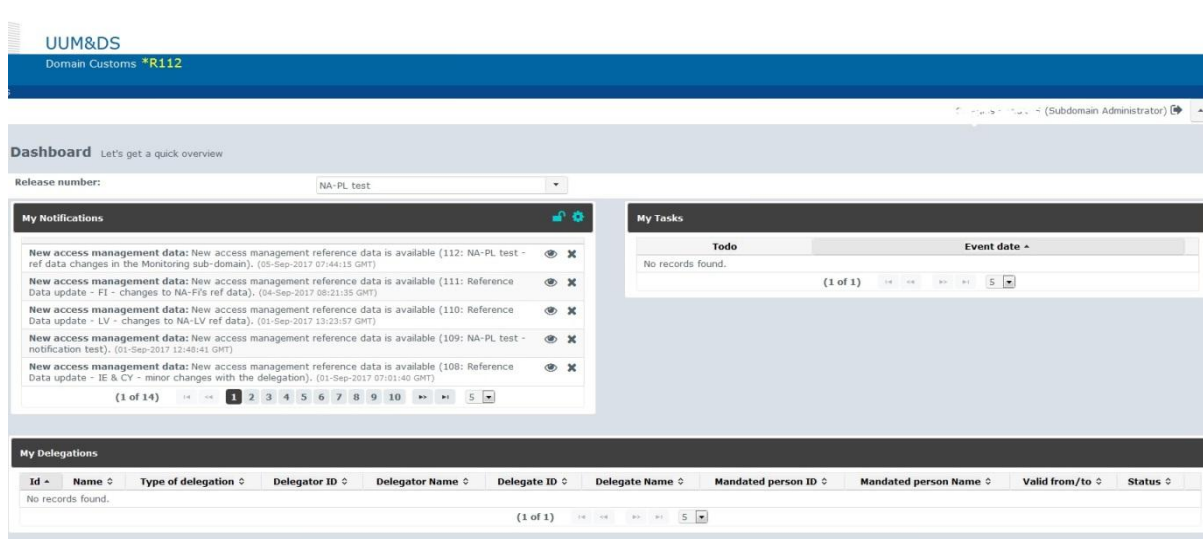 UUM&DS
Domain Customs *R112
(Subdomain Administrator)
Dashboard Let's get a quick overview
Release number: NA-PL test
My Notifications
New access management data: New access management reference data is available (112: NA-PL test -
ref data changes in the Monitoring sub-domain). (05-Sep-2017 07:44:15 GMT)
New access management data: New access management reference data is available (111: Reference
Data update - FI - changes to NA-Fi's ref data). (04-Sep-2017 08:21:35 GMT)
New access management data: New access management reference data is available (110: Reference
Data update - LV - changes to NA-LV ref data). (01-Sep-2017 13:23:57 GMT)
New access management data: New access management reference data is available (109: NA-PL test -
notification test). (01-Sep-2017 12:48:41 GMT)
New access management data: New access management reference data is available (108: Reference
Data update - IE & CY - minor changes with the delegation). (01-Sep-2017 07:01:40 GMT)
(1 of 14) 1 2 3 4 5 6 7 8 9 10 5
My Tasks
Todo Event date
No records found.
(1 of 1) 5
My Delegations
Id Name Type of delegation Delegator ID Delegator Name Delegate ID Delegate Name Mandated person ID Mandated person Name Valid from/to Status
No records found.
(1 of 1) 5